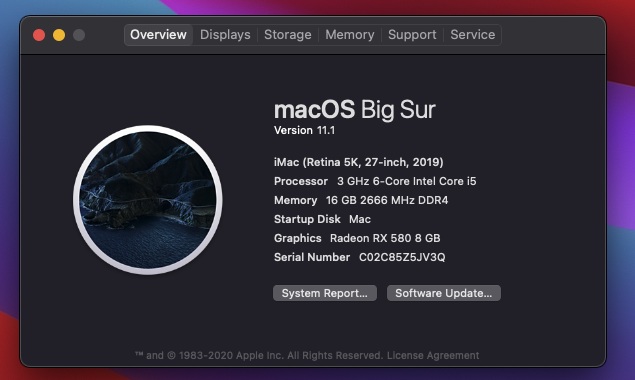 Overview Displays Storage Memory Support Service
macOS Big Sur
Version 11.1
iMac (Retina 5K, 27-inch, 2019)
Processor 3 GHz 6-Core Intel Core i5
Memory 16 GB 2666 MHz DDR4
Startup Disk Mac
Graphics Radeon RX 580 8 GB
Serial Number C02C85Z5JV3Q
System Report... Software Update...
™ and © 1983-2020 Apple Inc. All Rights Reserved. License Agreement